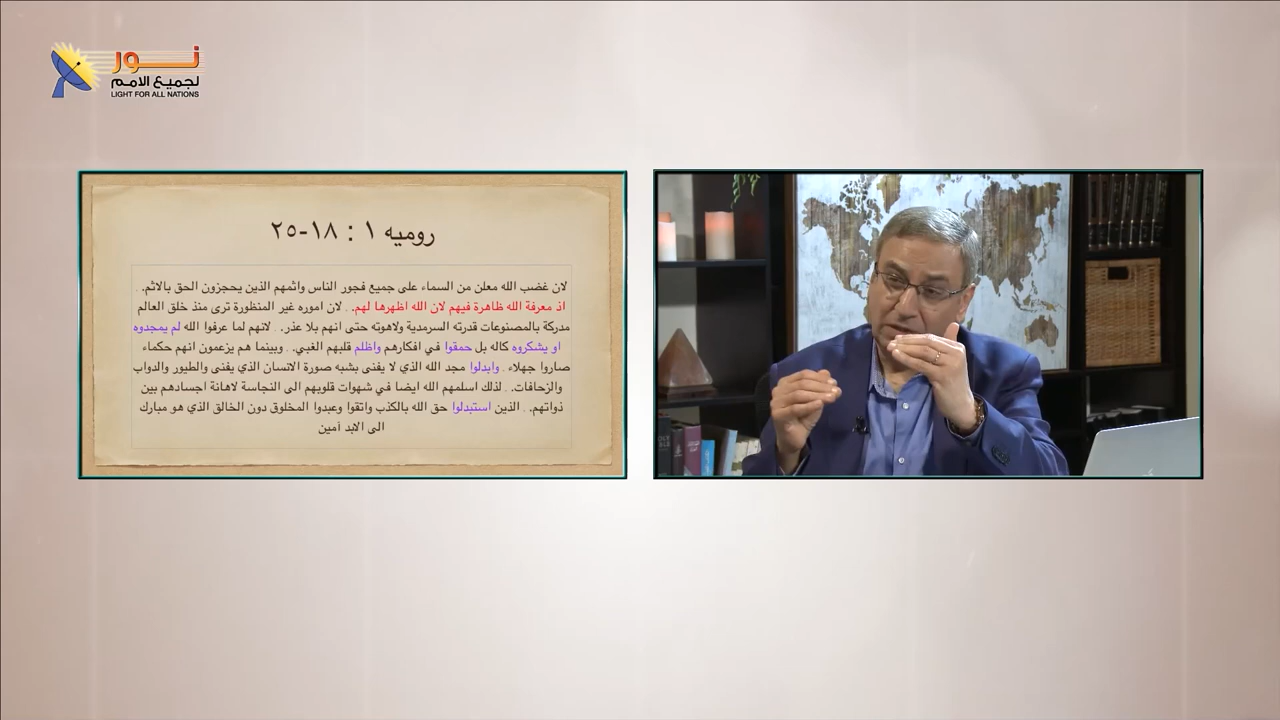 نور
لجميع الامم
LIGHT FOR ALL NATIONS
روميه ١ : ١٨-٢٥
لان غضب الله معلن من السماء على جميع فجور الناس واثمهم الذين يحجزون الحق بالاثم. .
اذ معرفة الله ظاهرة فيهم لان الله اظهرها لهم. . لان اموره غير المنظورة ترى منذ خلق العالم
مدركة بالمصنوعات قدرته السرمدية ولاهوته حتى انهم بلا عذر. . لانهم لما عرفوا الله لم يمجدوه
او يشكروه كاله بل حمقوا في افكارهم واظلم قلبهم الغبي. . وبينما هم يزعمون انهم حكماء
صاروا جهلاء . وابدلوا مجد الله الذي لا يفنى بشبه صورة الانسان الذي يفنى والطيور والدواب
والزحافات. . لذلك اسلمهم الله ايضا في شهوات قلوبهم الى النجاسة لاهانة اجسادهم بين
ذواتهم. . الذين استبدلوا حق الله بالكذب واتقوا وعبدوا المخلوق دون الخالق الذي هو مبارك
الى الابد آمين